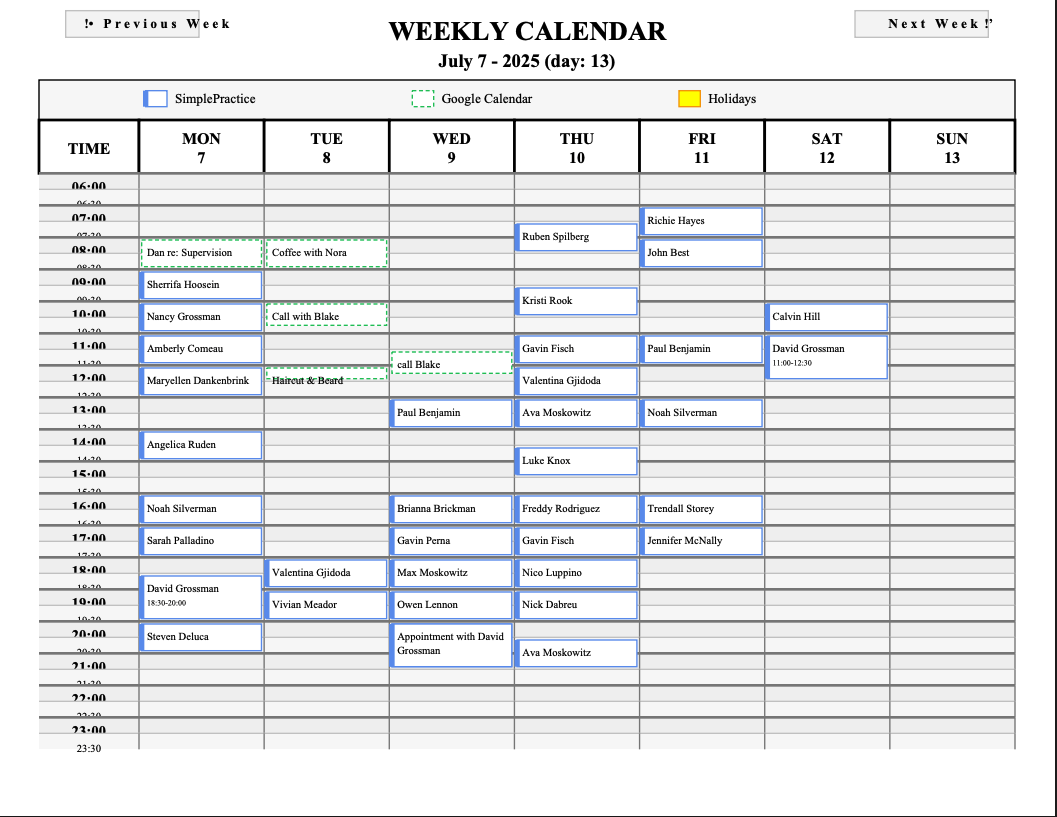 !• Previous Week
WEEKLY CALENDAR
Next Week !'
July 7 - 2025 (day: 13)
SimplePractice
Google Calendar
Holidays
TIME
MON
7
TUE
8
WED
9
THU
10
FRI
11
SAT
12
SUN
13
06:00
06:30
07:00
Richie Hayes
07:30
Ruben Spilberg
08:00
Dan re: Supervision
Coffee with Nora
John Best
08:30
09:00
Sherrifa Hoosein
09:30
Kristi Rook
10:00
Nancy Grossman
Call with Blake
Calvin Hill
10:30
11:00
Amberly Comeau
Gavin Fisch
Paul Benjamin
David Grossman
11:00-12:30
11:30
call Blake
12:00
Maryellen Dankenbrink
Haircut & Beard
Valentina Gjidoda
12:30
13:00
Paul Benjamin
Ava Moskowitz
Noah Silverman
13:30
14:00
Angelica Ruden
14:30
Luke Knox
15:00
15:30
16:00
Noah Silverman
Brianna Brickman
Freddy Rodriguez
Trendall Storey
16:30
17:00
Sarah Palladino
Gavin Perna
Gavin Fisch
Jennifer McNally
17:30
18:00
Valentina Gjidoda
Max Moskowitz
Nico Luppino
18:30
David Grossman
18:30-20:00
19:00
Vivian Meador
Owen Lennon
Nick Dabreu
19:30
20:00
Steven Deluca
Appointment with David
Grossman
20:30
Ava Moskowitz
21:00
21:30
22:00
22:30
23:00
23:30